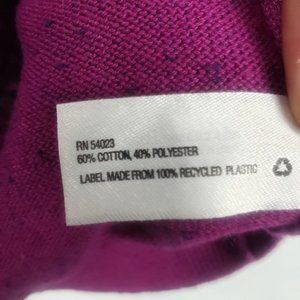 RN 54023
60% COTTON, 40% POLYESTER
LABEL MADE FROM 100% RECYCLED PLASTIC